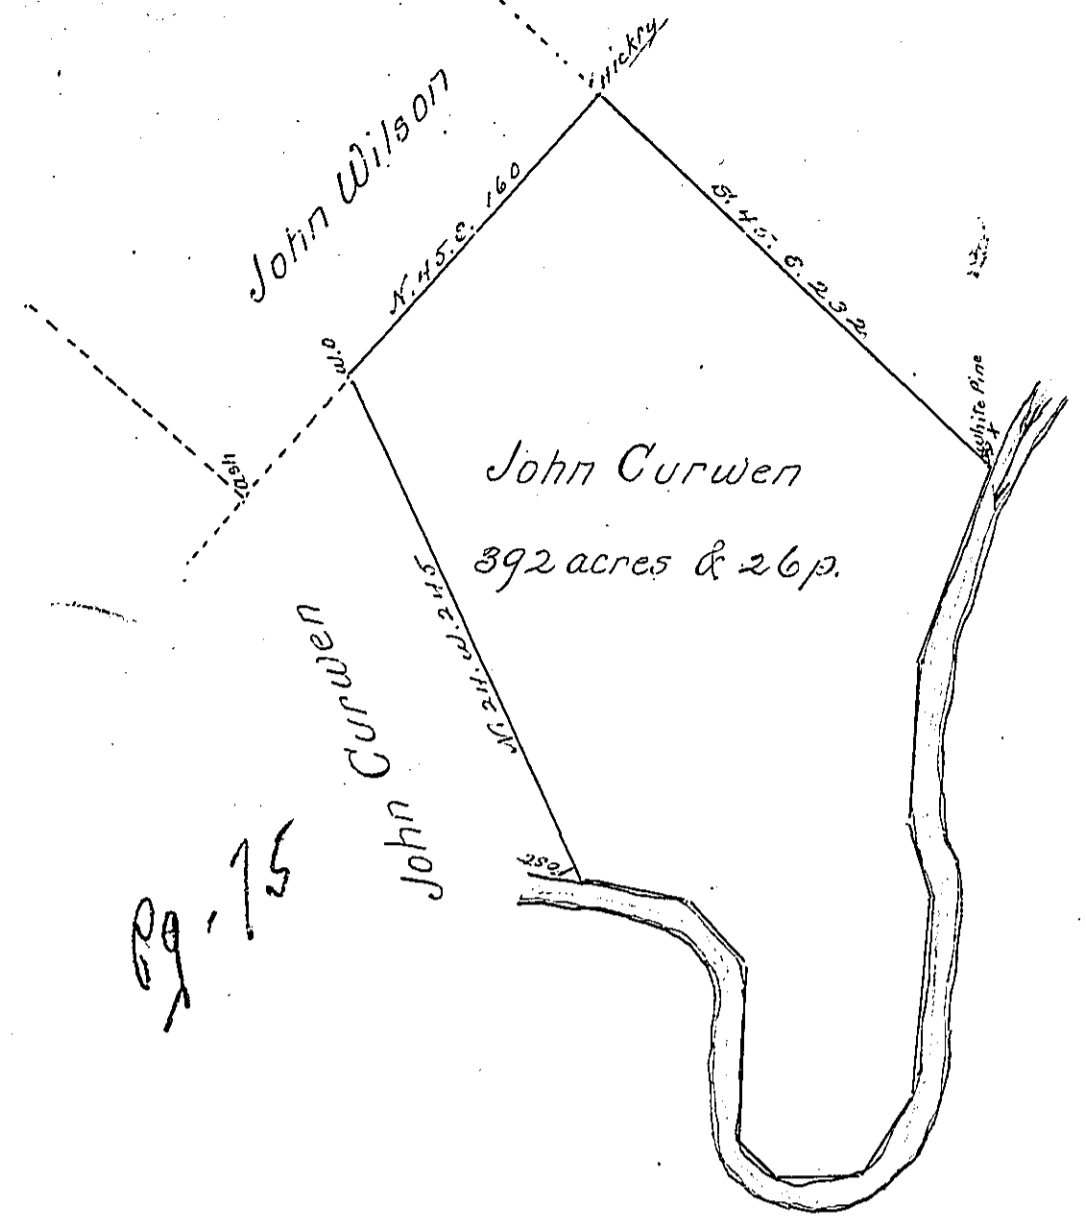 Hickry
John Wilson
N. 45. E. 160
S. 45. E. 232
W.O
White Pine
X
ash
John Curwen
392 acres & 26 p.
N. 24. W. 245
John Curwen
Post
Pg. 15